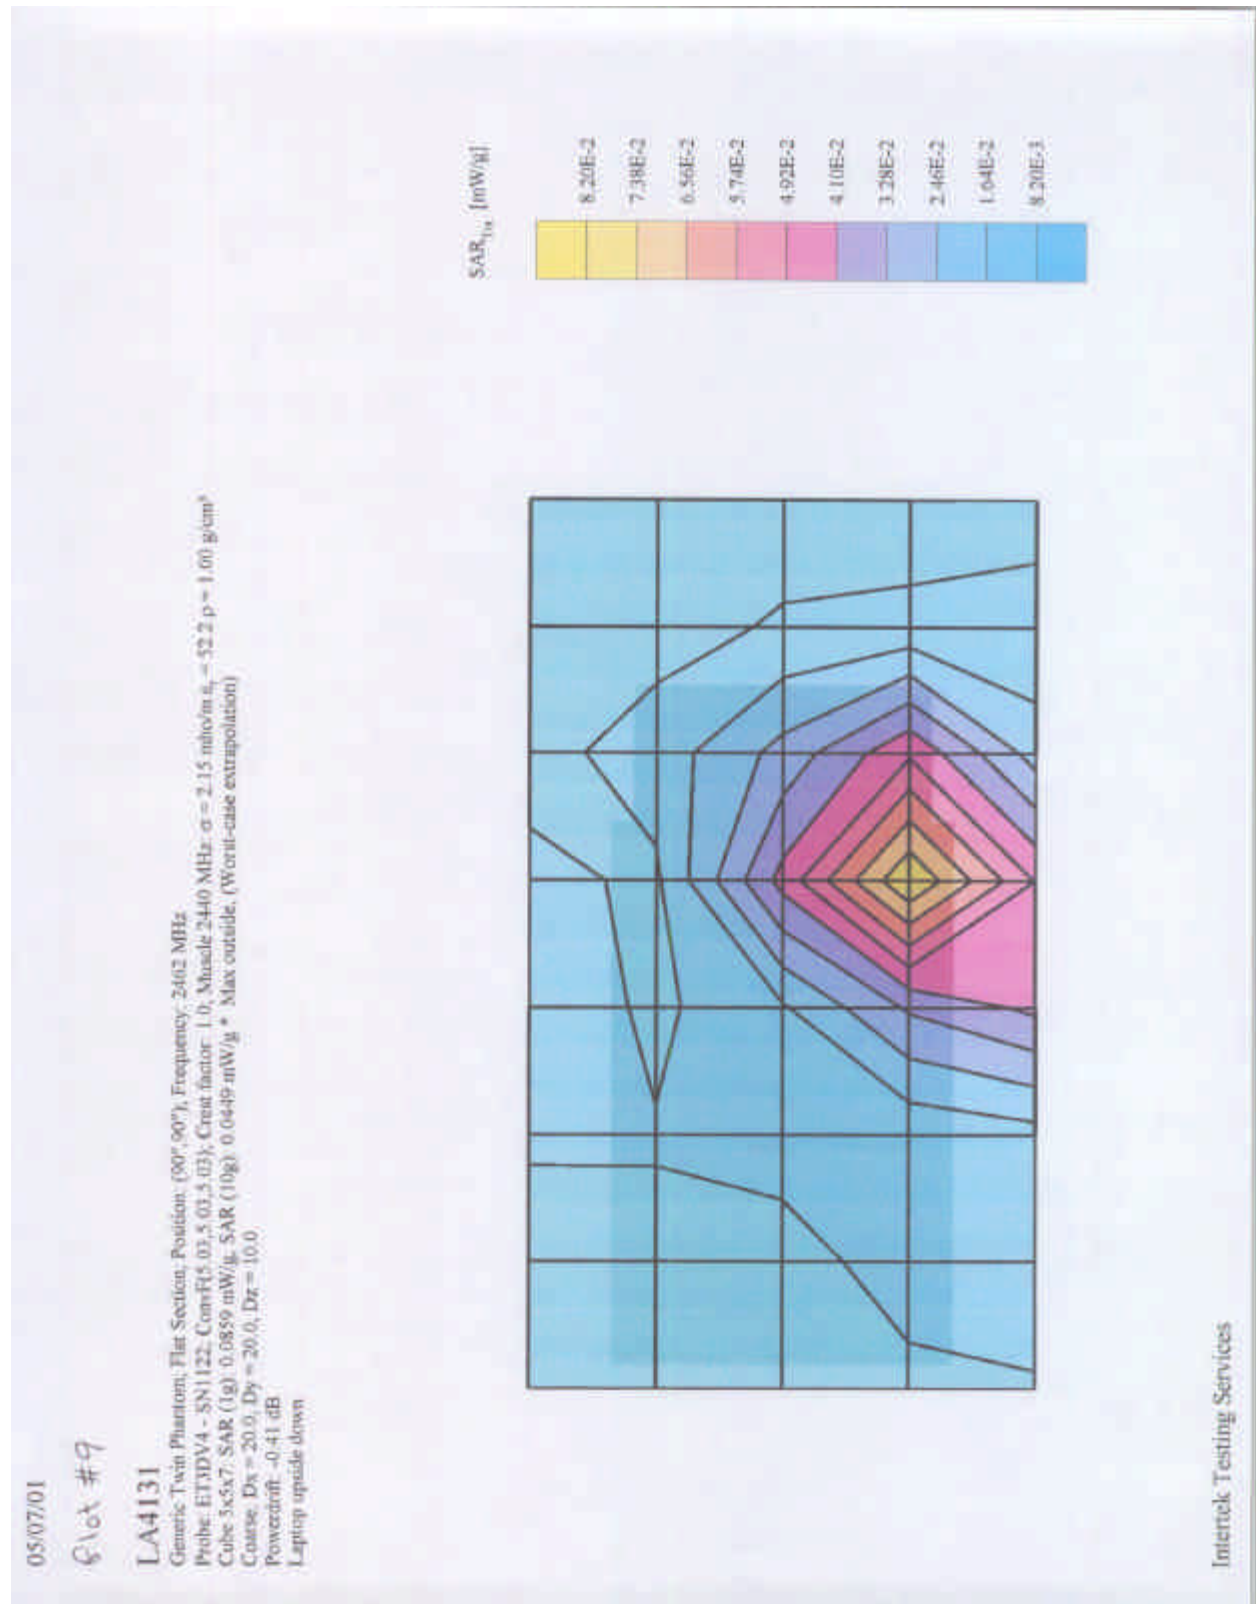 05/07/01
Plot #9
LA4131
Generic Twin Phantom; Flat Section; Position: (90°,90°); Frequency: 2462 MHz
Probe: ET3DV4 - SN1122; ConvF(5.03,5.03,5.03); Crest factor: 1.0; Muscle 2440 MHz: σ = 2.15 mho/m εr = 52.2 ρ = 1.00 g/cm³
Cube 5x5x7: SAR (1g): 0.0859 mW/g, SAR (10g): 0.0449 mW/g * Max outside, (Worst-case extrapolation)
Coarse: Dx = 20.0, Dy = 20.0, Dz = 10.0
Powerdrift: -0.41 dB
Laptop upside down
SAR [mW/g]
8.20E-2
7.38E-2
6.56E-2
5.74E-2
4.92E-2
4.10E-2
3.28E-2
2.46E-2
1.64E-2
8.20E-3
Intertek Testing Services